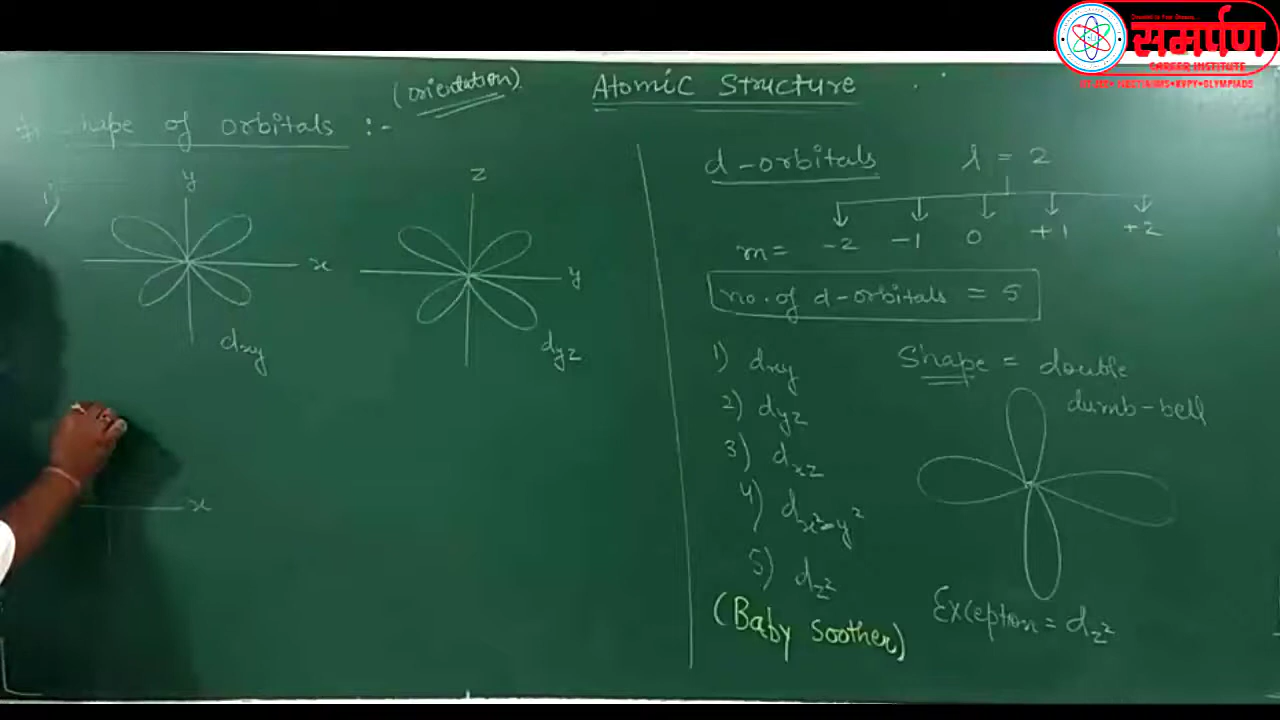 समर्पण
CAREER INSTITUTE
(orientation)
Atomic Structure
Shape of orbitals :-
1)
y
x
dxy
z
y
dyz
x
d-orbitals
l = 2
m = -2 -1 0 +1 +2
no. of d-orbitals = 5
1) dxy
2) dyz
3) dxz
4) dx²-y²
5) dz²
(Baby Soother)
Shape = double
dumb-bell
Exception = dz²